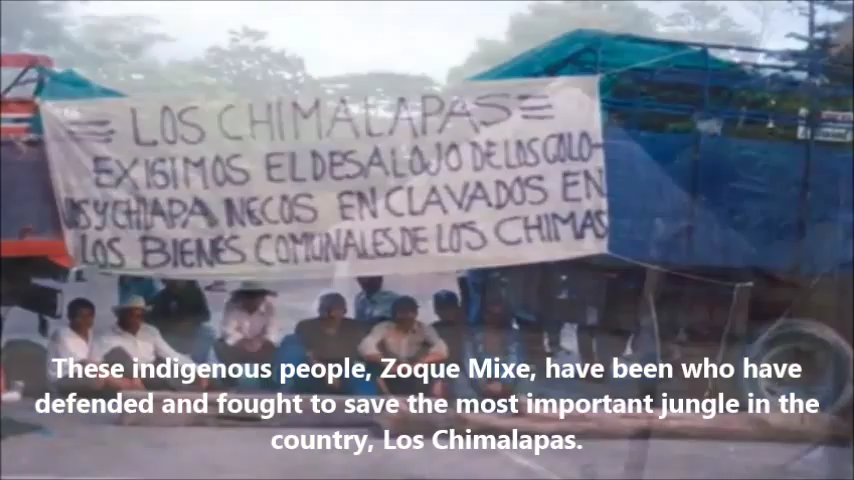 LOS CHIMALAPAS
EXIGIMOS EL DESALOJO DE LOS COLO-
NOS Y CHIAPANECOS ENCLAVADOS EN
LOS BIENES COMUNALES DE LOS CHIMAS
These indigenous people, Zoque Mixe, have been who have
defended and fought to save the most important jungle in the
country, Los Chimalapas.